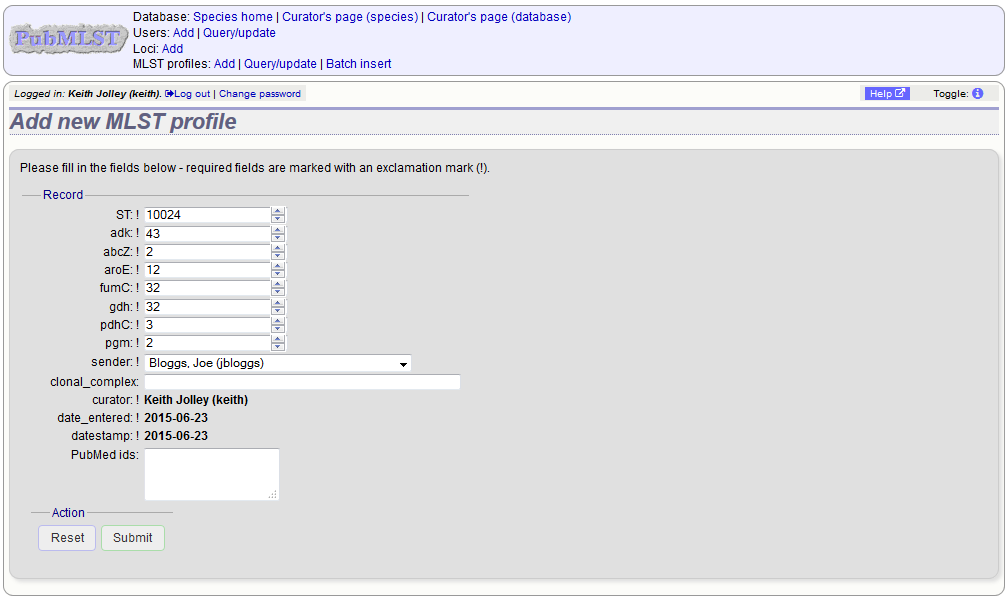 PubMLST
Database: Species home | Curator's page (species) | Curator's page (database)
Users: Add | Query/update
Loci: Add
MLST profiles: Add | Query/update | Batch insert
Logged in: Keith Jolley (keith). Log out | Change password
Help
Toggle: i
Add new MLST profile
Please fill in the fields below - required fields are marked with an exclamation mark (!).
Record
ST: ! 10024
adk: ! 43
abcZ: ! 2
aroE: ! 12
fumC: ! 32
gdh: ! 32
pdhC: ! 3
pgm: ! 2
sender: ! Bloggs, Joe (jbloggs)
clonal_complex:
curator: ! Keith Jolley (keith)
date_entered: ! 2015-06-23
datestamp: ! 2015-06-23
PubMed ids:
Action
Reset Submit